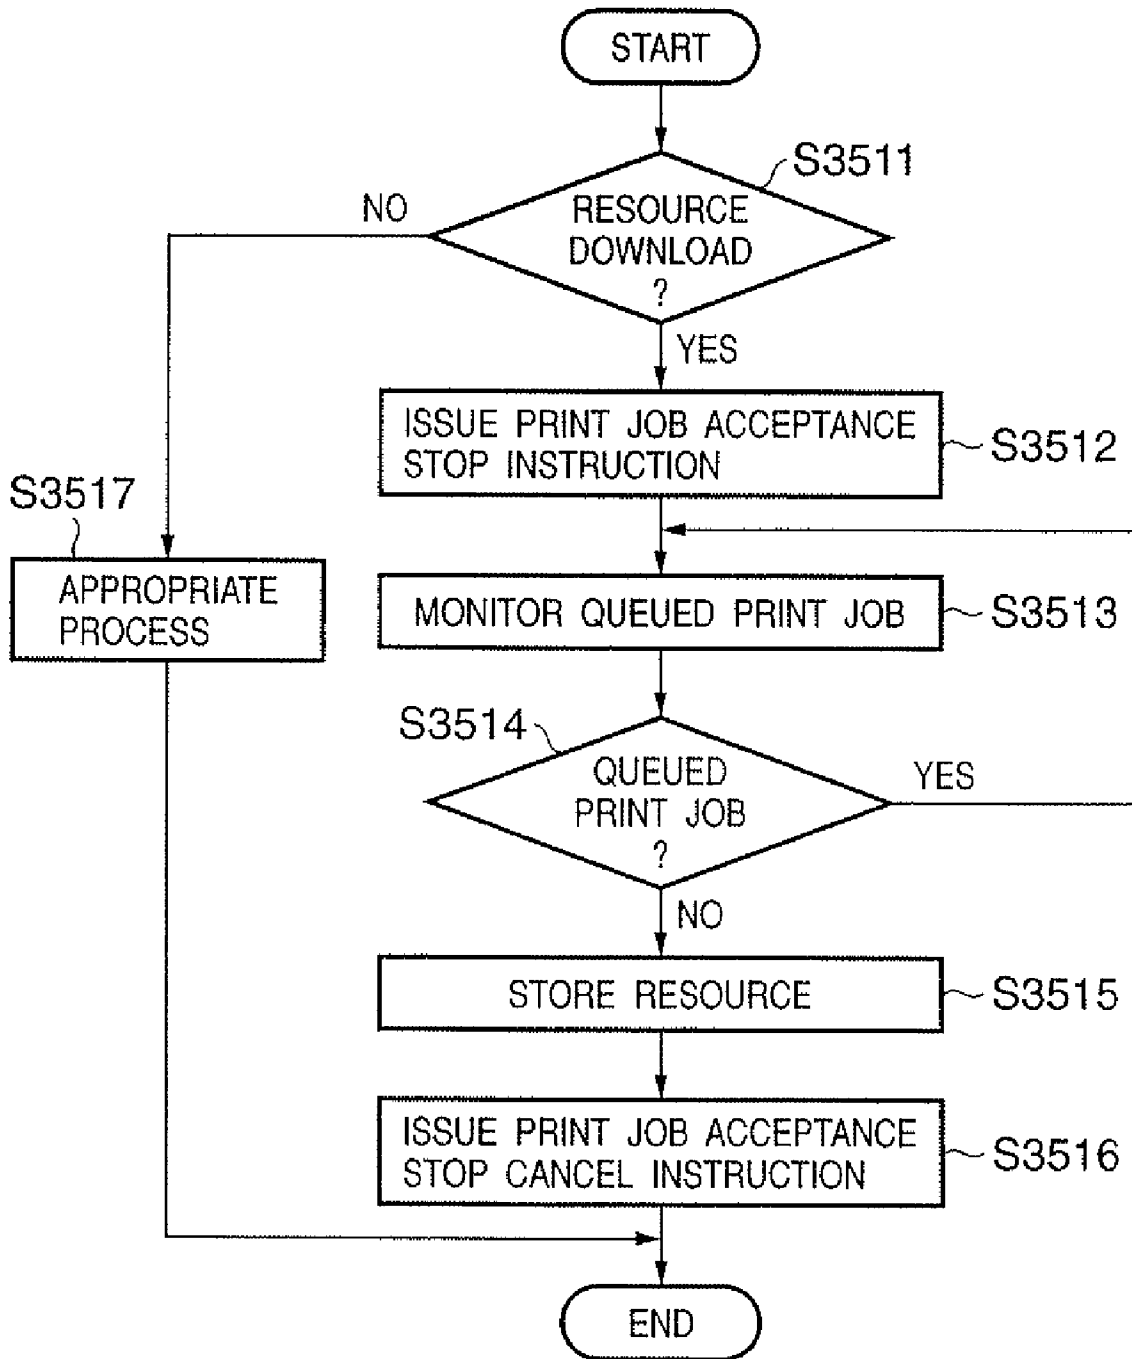 START
S3511
RESOURCE
DOWNLOAD
?
NO
YES
ISSUE PRINT JOB ACCEPTANCE
STOP INSTRUCTION
S3512
S3517
APPROPRIATE
PROCESS
MONITOR QUEUED PRINT JOB
S3513
S3514
QUEUED
PRINT JOB
?
YES
NO
STORE RESOURCE
S3515
ISSUE PRINT JOB ACCEPTANCE
STOP CANCEL INSTRUCTION
S3516
END